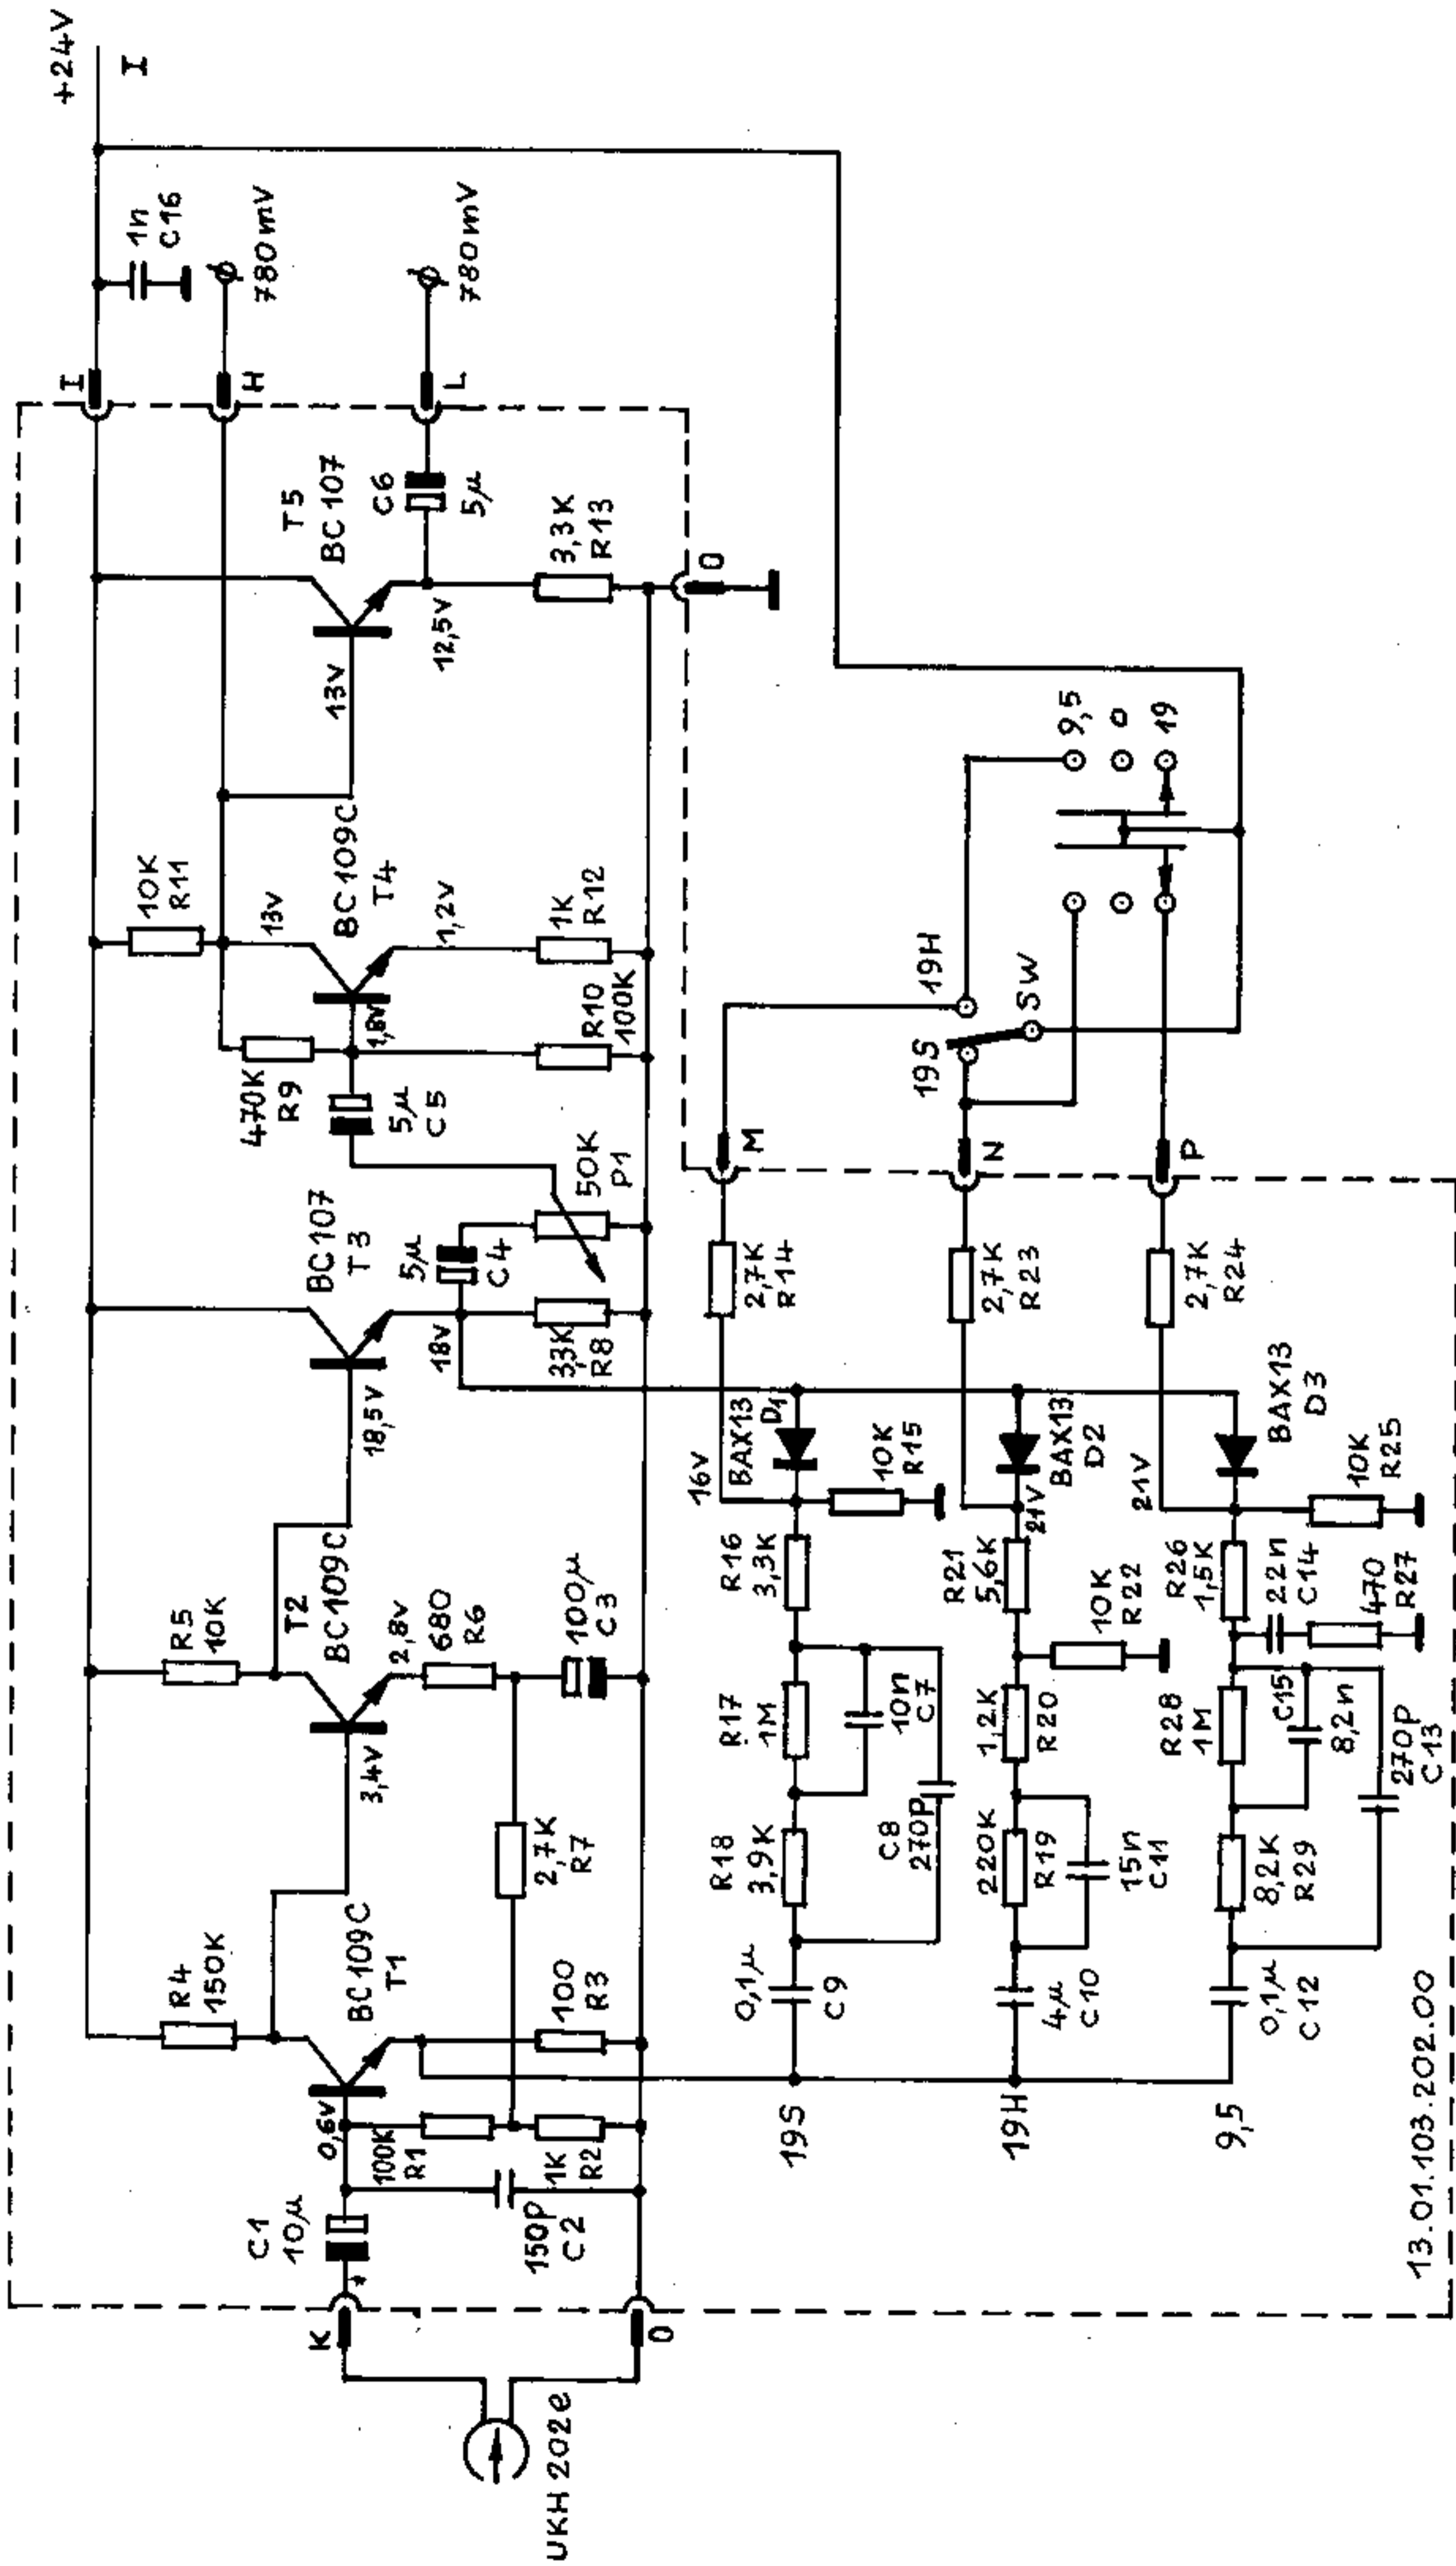 +24V
I
1n
C16
780mV
780mV
I
H
L
T5
BC107
C6
5µ
3,3K
R13
13V
12,5V
O
10K
R11
13V
BC109C
T4
1,2V
1K
R12
1,8V
R10
100K
470K
R9
5µ
C5
50K
P1
BC107
T3
5µ
C4
18V
3,3K
R8
18,5V
R5
10K
T2
BC109C
2,8V
680
R6
100µ
C3
3,4V
2,7K
R7
R4
150K
BC109C
T1
100
R3
0,6V
100K
R1
1K
R2
150p
C2
C1
10µ
K
O
UKH 202e
9,5
0
19
19H
SW
19S
M
N
P
2,7K
R14
2,7K
R23
2,7K
R24
16V
BAX13
D1
10K
R15
21V
BAX13
D2
21V
BAX13
D3
10K
R25
R16
3,3K
R21
5,6K
10K
R22
R26
1,5K
22n
C14
470
R27
R17
1M
10n
C7
1,2K
R20
R28
1M
C15
8,2n
270p
C13
R18
3,9K
C8
270p
220K
R19
15n
C11
8,2K
R29
0,1µ
C9
4µ
C10
0,1µ
C12
19S
19H
9,5
13.01.103.202.00